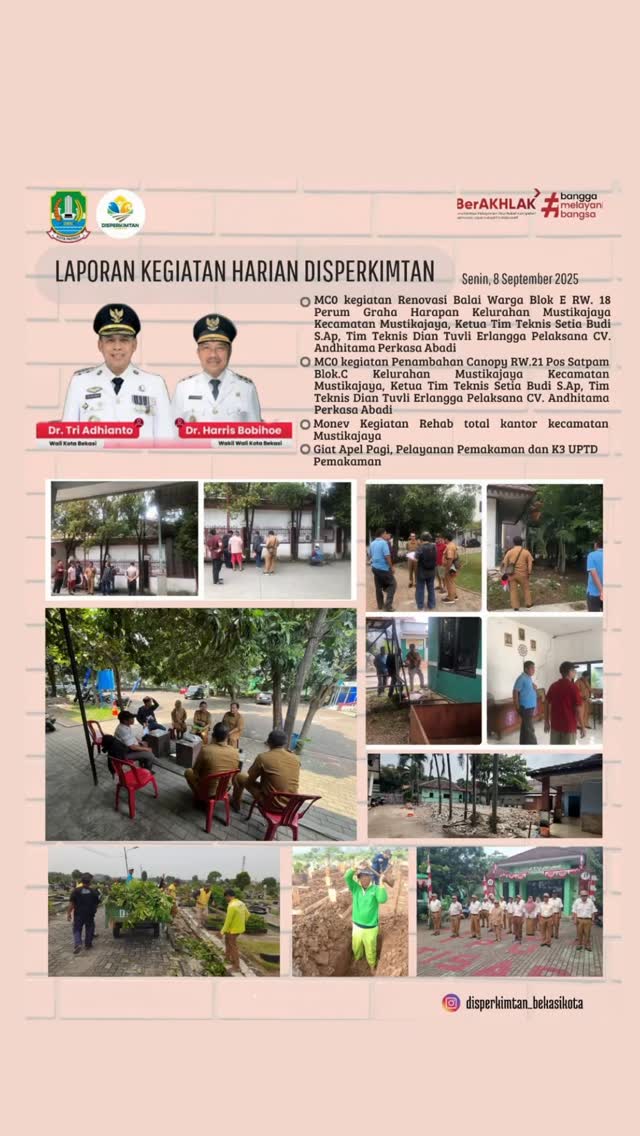 DISPERKIMTAN
BerAKHLAK
#bangga
melayani
bangsa
LAPORAN KEGIATAN HARIAN DISPERKIMTAN
Senin, 8 September 2025
MC0 kegiatan Renovasi Balai Warga Blok E RW. 18
Perum Graha Harapan Kelurahan Mustikajaya
Kecamatan Mustikajaya, Ketua Tim Teknis Setia Budi
S.Ap, Tim Teknis Dian Tuvli Erlangga Pelaksana CV.
Andhitama Perkasa Abadi
MC0 kegiatan Penambahan Canopy RW.21 Pos Satpam
Blok.C Kelurahan Mustikajaya Kecamatan
Mustikajaya, Ketua Tim Teknis Setia Budi S.Ap, Tim
Teknis Dian Tuvli Erlangga Pelaksana CV. Andhitama
Perkasa Abadi
Monev Kegiatan Rehab total kantor kecamatan
Mustikajaya
Giat Apel Pagi, Pelayanan Pemakaman dan K3 UPTD
Pemakaman
Dr. Tri Adhianto
Wali Kota Bekasi
Dr. Harris Bobihoe
Wakil Wali Kota Bekasi
disperkimtan_bekasikota